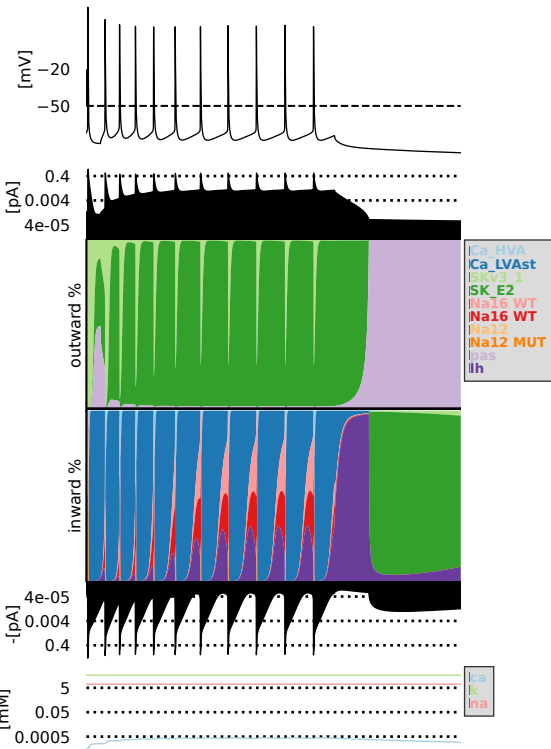 [mV]
−20
−50
[pA]
0.4
0.004
4e-05
outward %
Ca_HVA
Ca_LVAst
SKv3_1
SK_E2
Na16 WT
Na16 WT
Na12
Na12 MUT
pas
Ih
inward %
-[pA]
4e-05
0.004
0.4
[mM]
5
0.05
0.0005
ca
k
na